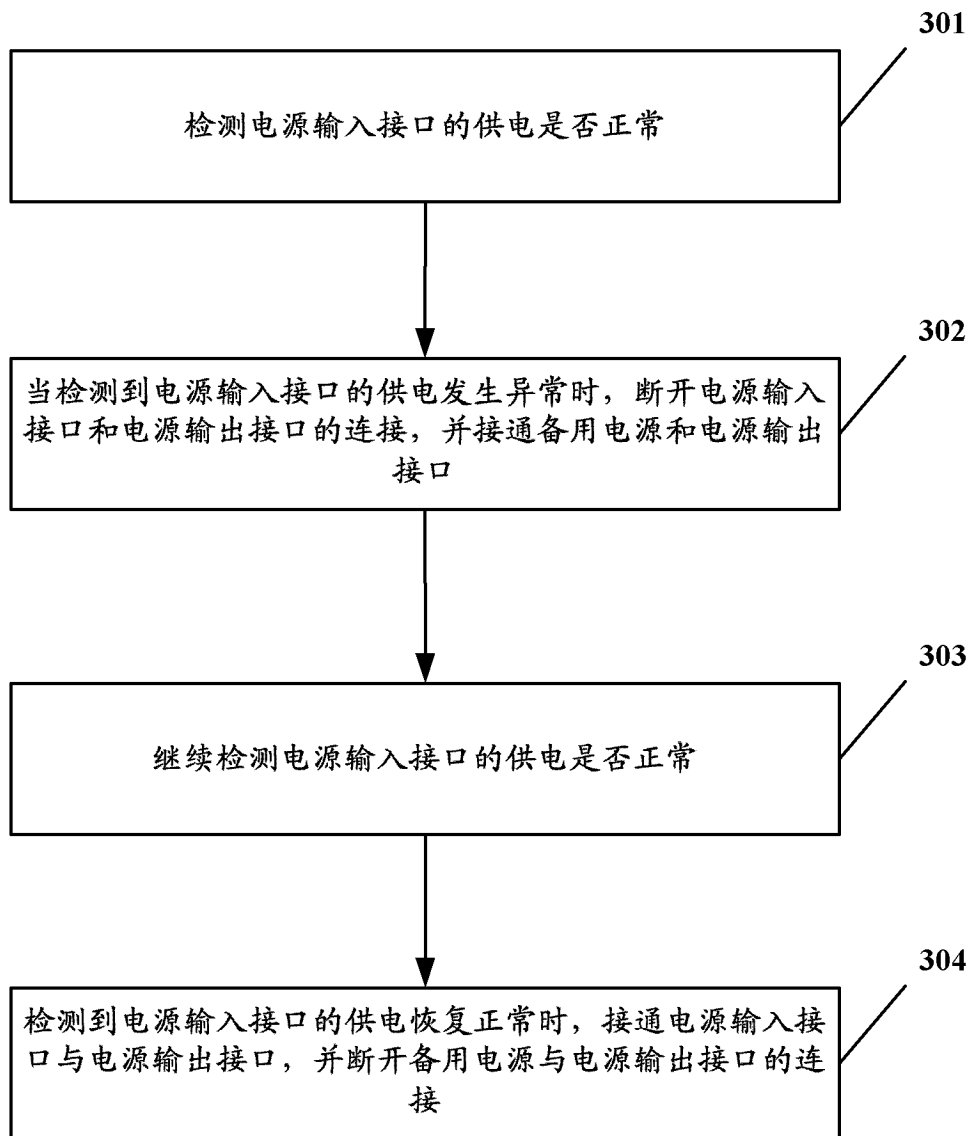 301
检测电源输入接口的供电是否正常
302
当检测到电源输入接口的供电发生异常时，断开电源输入
接口和电源输出接口的连接，并接通备用电源和电源输出
接口
303
继续检测电源输入接口的供电是否正常
304
检测到电源输入接口的供电恢复正常时，接通电源输入接
口与电源输出接口，并断开备用电源与电源输出接口的连
接